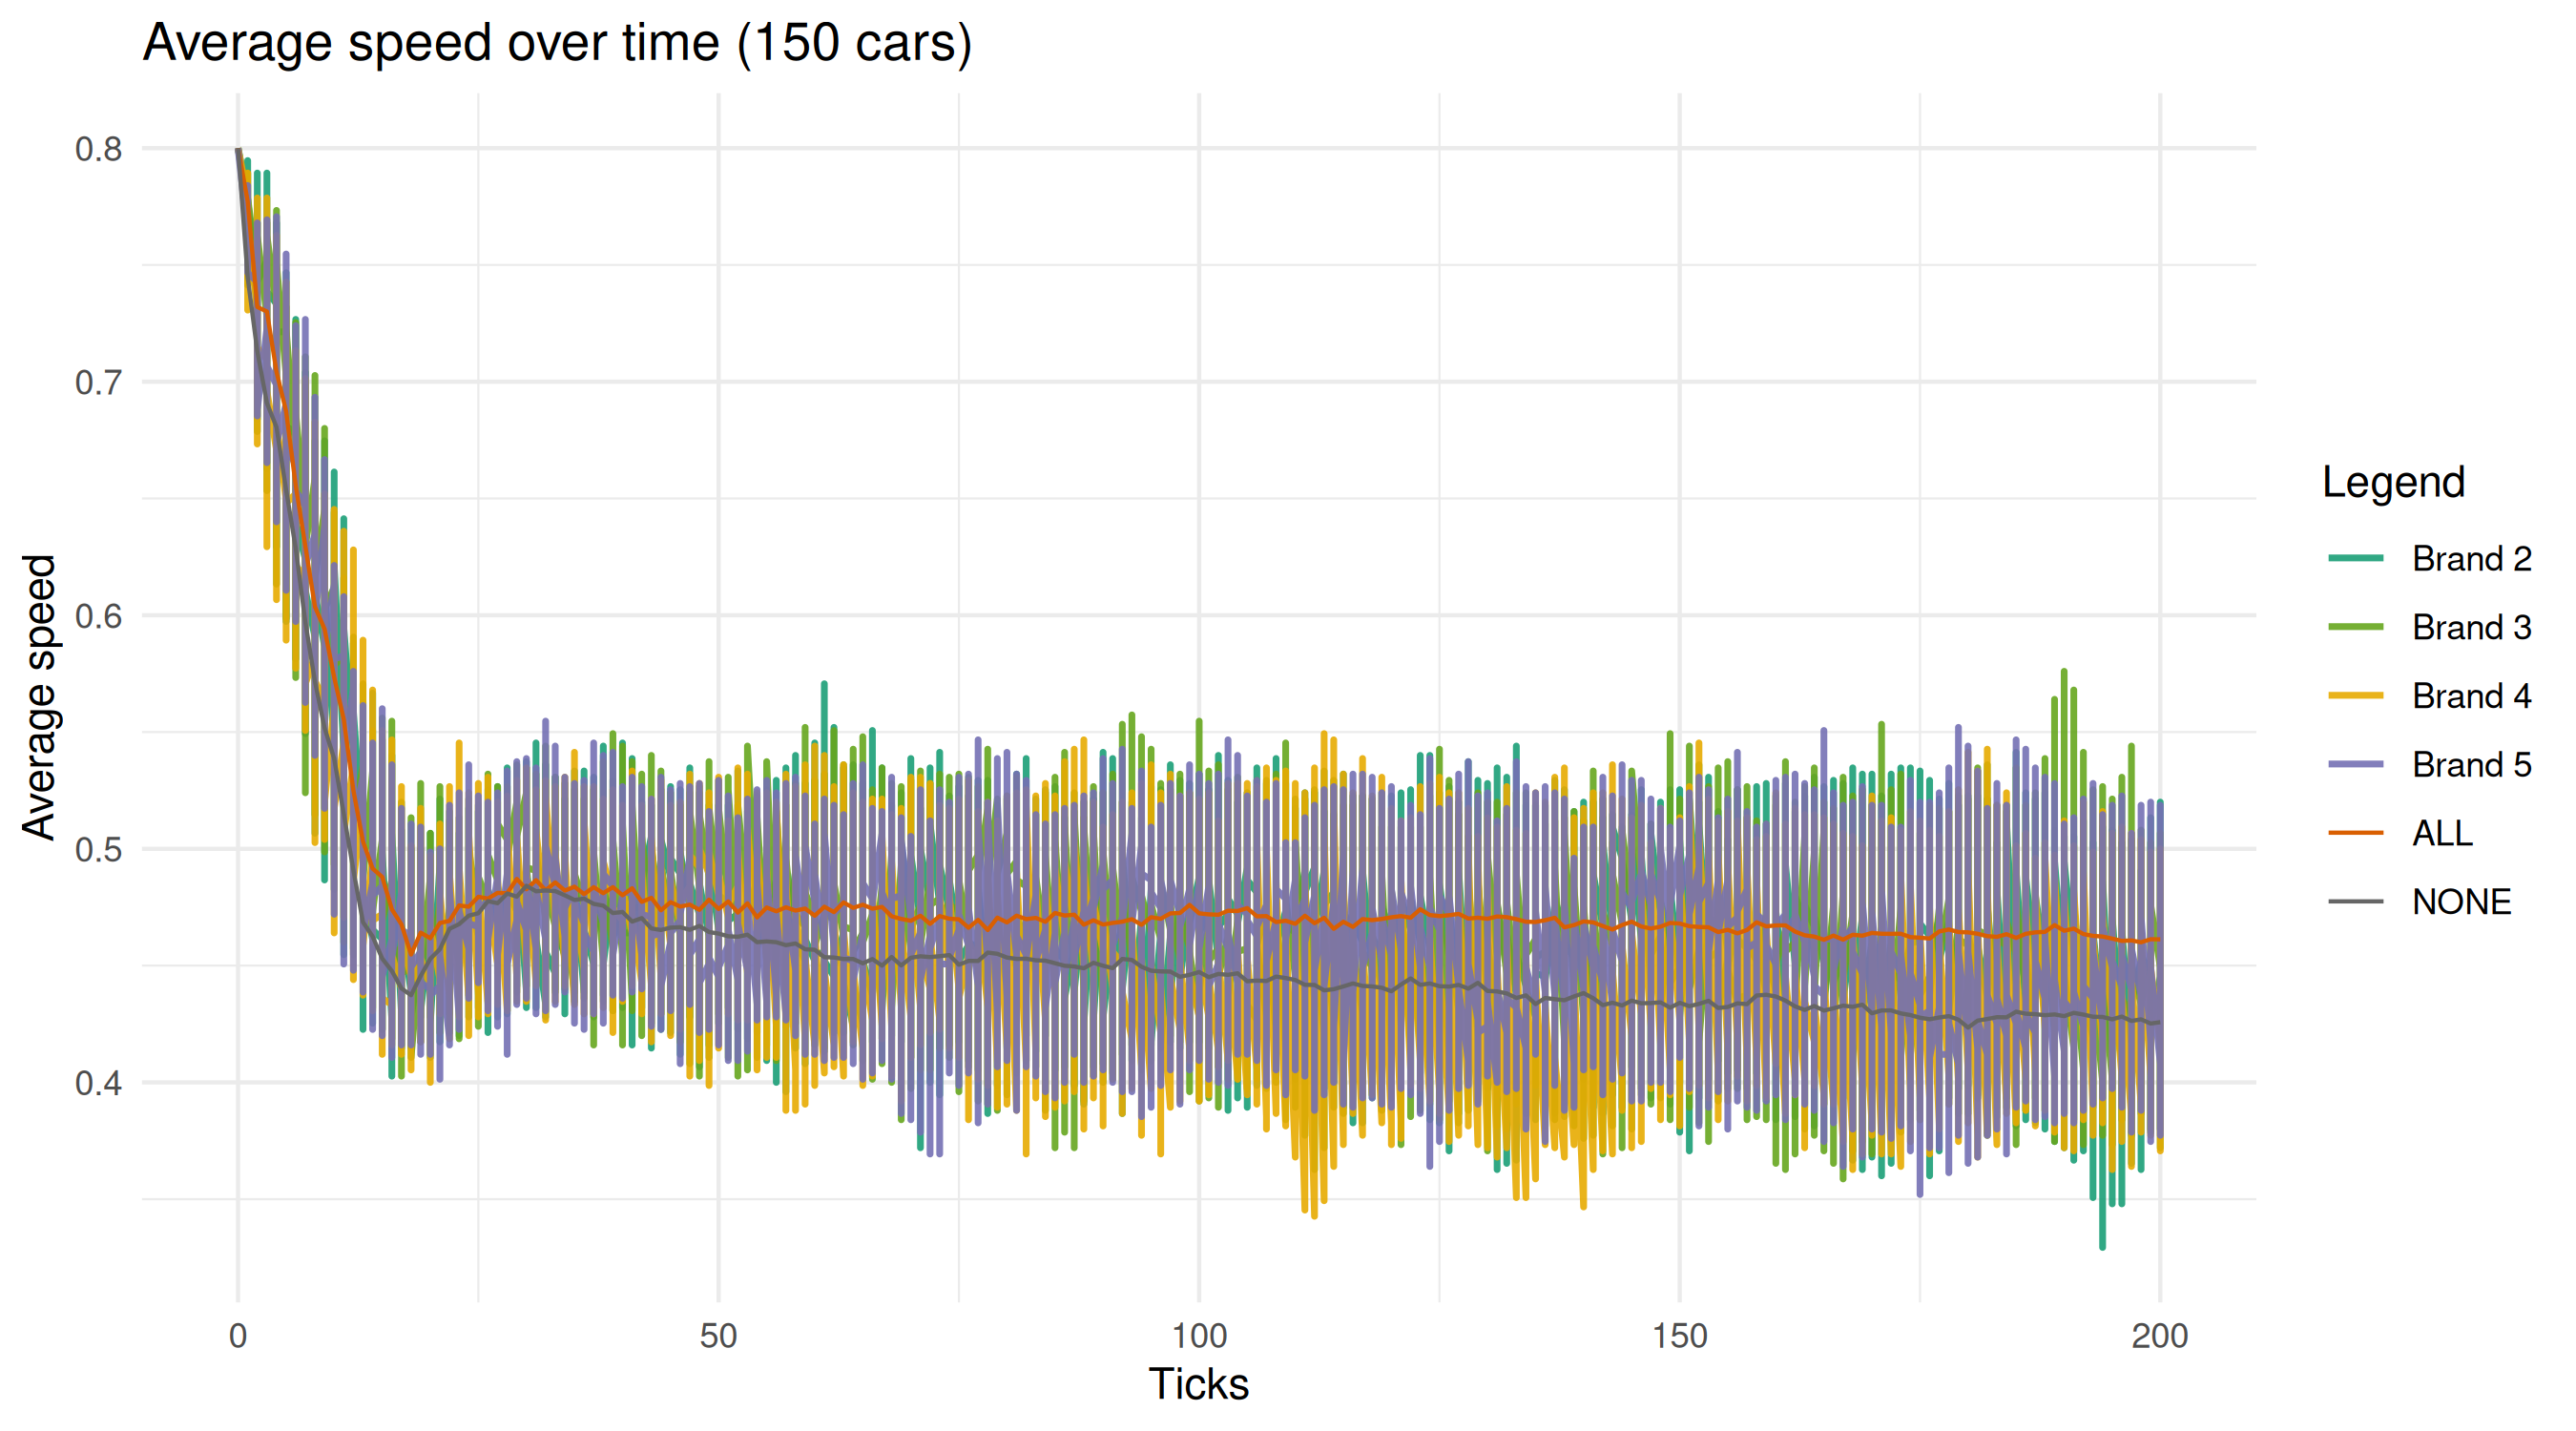 Average speed over time (150 cars)
0.8
0.7
0.6
0.5
0.4
Average speed
0
50
100
150
200
Ticks
Legend
Brand 2
Brand 3
Brand 4
Brand 5
ALL
NONE